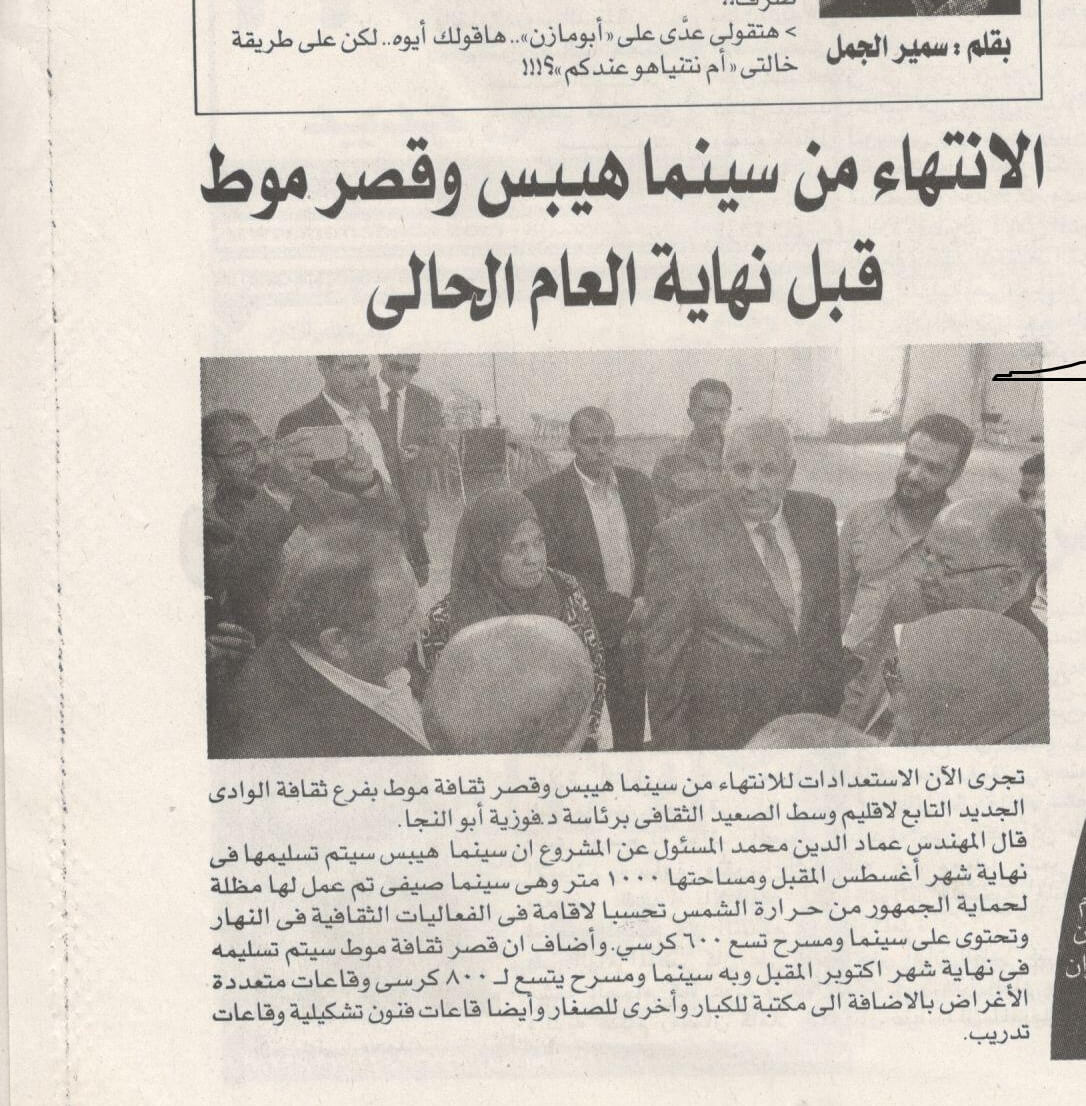 > هتقولى عدَّى على «أبومازن».. هاقولك أيوه.. لكن على طريقة
خالتى «أم نتنياهو عندكم»؟!!!
بقلم : سمير الجمل
الانتهاء من سينما هيبس وقصر موط
قبل نهاية العام الحالى
تجرى الآن الاستعدادات للانتهاء من سينما هيبس وقصر ثقافة موط بفرع ثقافة الوادى
الجديد التابع لاقليم وسط الصعيد الثقافى برئاسة د.فوزية أبو النجا.
قال المهندس عماد الدين محمد المسئول عن المشروع ان سينما هيبس سيتم تسليمها فى
نهاية شهر أغسطس المقبل ومساحتها ١٠٠٠ متر وهى سينما صيفى تم عمل لها مظلة
لحماية الجمهور من حرارة الشمس تحسبا لاقامة فى الفعاليات الثقافية فى النهار
وتحتوى على سينما ومسرح تسع ٦٠٠ كرسي. وأضاف ان قصر ثقافة موط سيتم تسليمه
فى نهاية شهر اكتوبر المقبل وبه سينما ومسرح يتسع لـ ٨٠٠ كرسى وقاعات متعددة
الأغراض بالاضافة الى مكتبة للكبار وأخرى للصغار وأيضا قاعات فنون تشكيلية وقاعات
تدريب.